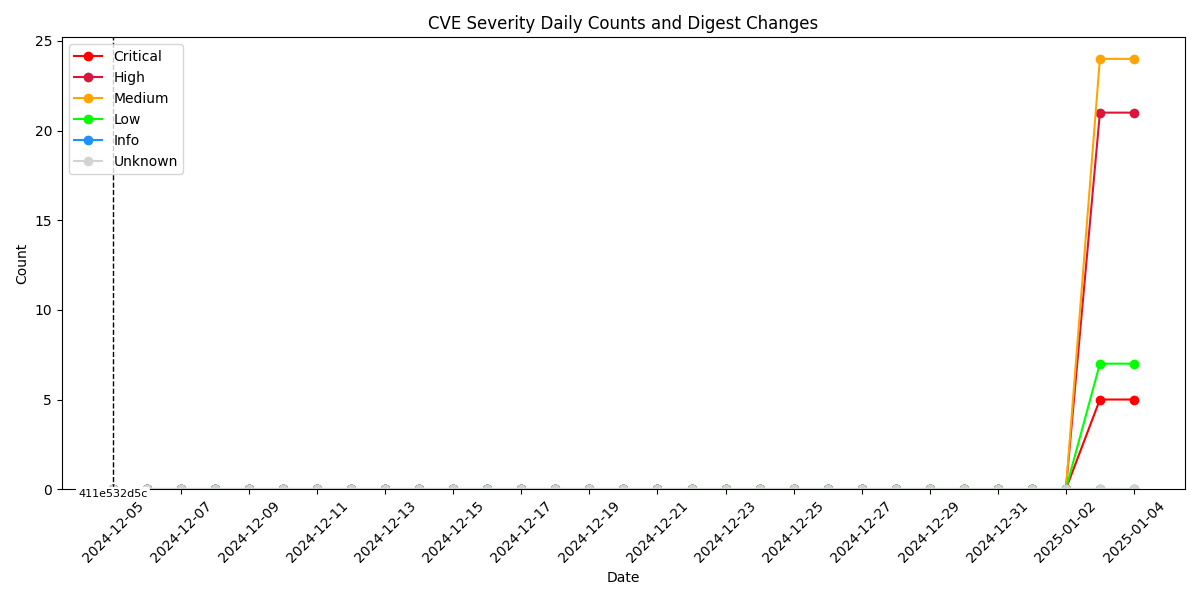 CVE Severity Daily Counts and Digest Changes
25
20
15
10
5
0
Count
Critical
High
Medium
Low
Info
Unknown
411e532d5c
2024-12-05
2024-12-07
2024-12-09
2024-12-11
2024-12-13
2024-12-15
2024-12-17
2024-12-19
2024-12-21
2024-12-23
2024-12-25
2024-12-27
2024-12-29
2024-12-31
2025-01-02
2025-01-04
Date